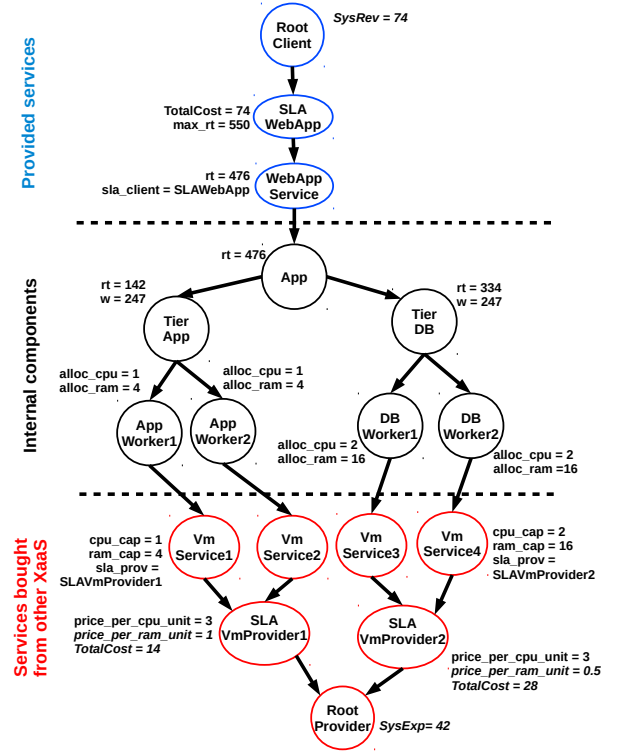 SysRev = 74
Root
Client
Provided services
TotalCost = 74
max_rt = 550
SLA
WebApp
rt = 476
sla_client = SLAWebApp
WebApp
Service
rt = 476
App
Internal components
rt = 142
w = 247
Tier
App
rt = 334
w = 247
Tier
DB
alloc_cpu = 1
alloc_ram = 4
alloc_cpu = 1
alloc_ram = 4
App
Worker1
App
Worker2
DB
Worker1
DB
Worker2
alloc_cpu = 2
alloc_ram = 16
alloc_cpu = 2
alloc_ram =16
Services bought
from other XaaS
cpu_cap = 1
ram_cap = 4
sla_prov =
SLAVmProvider1
Vm
Service1
Vm
Service2
Vm
Service3
Vm
Service4
cpu_cap = 2
ram_cap = 16
sla_prov =
SLAVmProvider2
price_per_cpu_unit = 3
price_per_ram_unit = 1
TotalCost = 14
SLA
VmProvider1
SLA
VmProvider2
price_per_cpu_unit = 3
price_per_ram_unit = 0.5
TotalCost = 28
Root
Provider
SysExp= 42